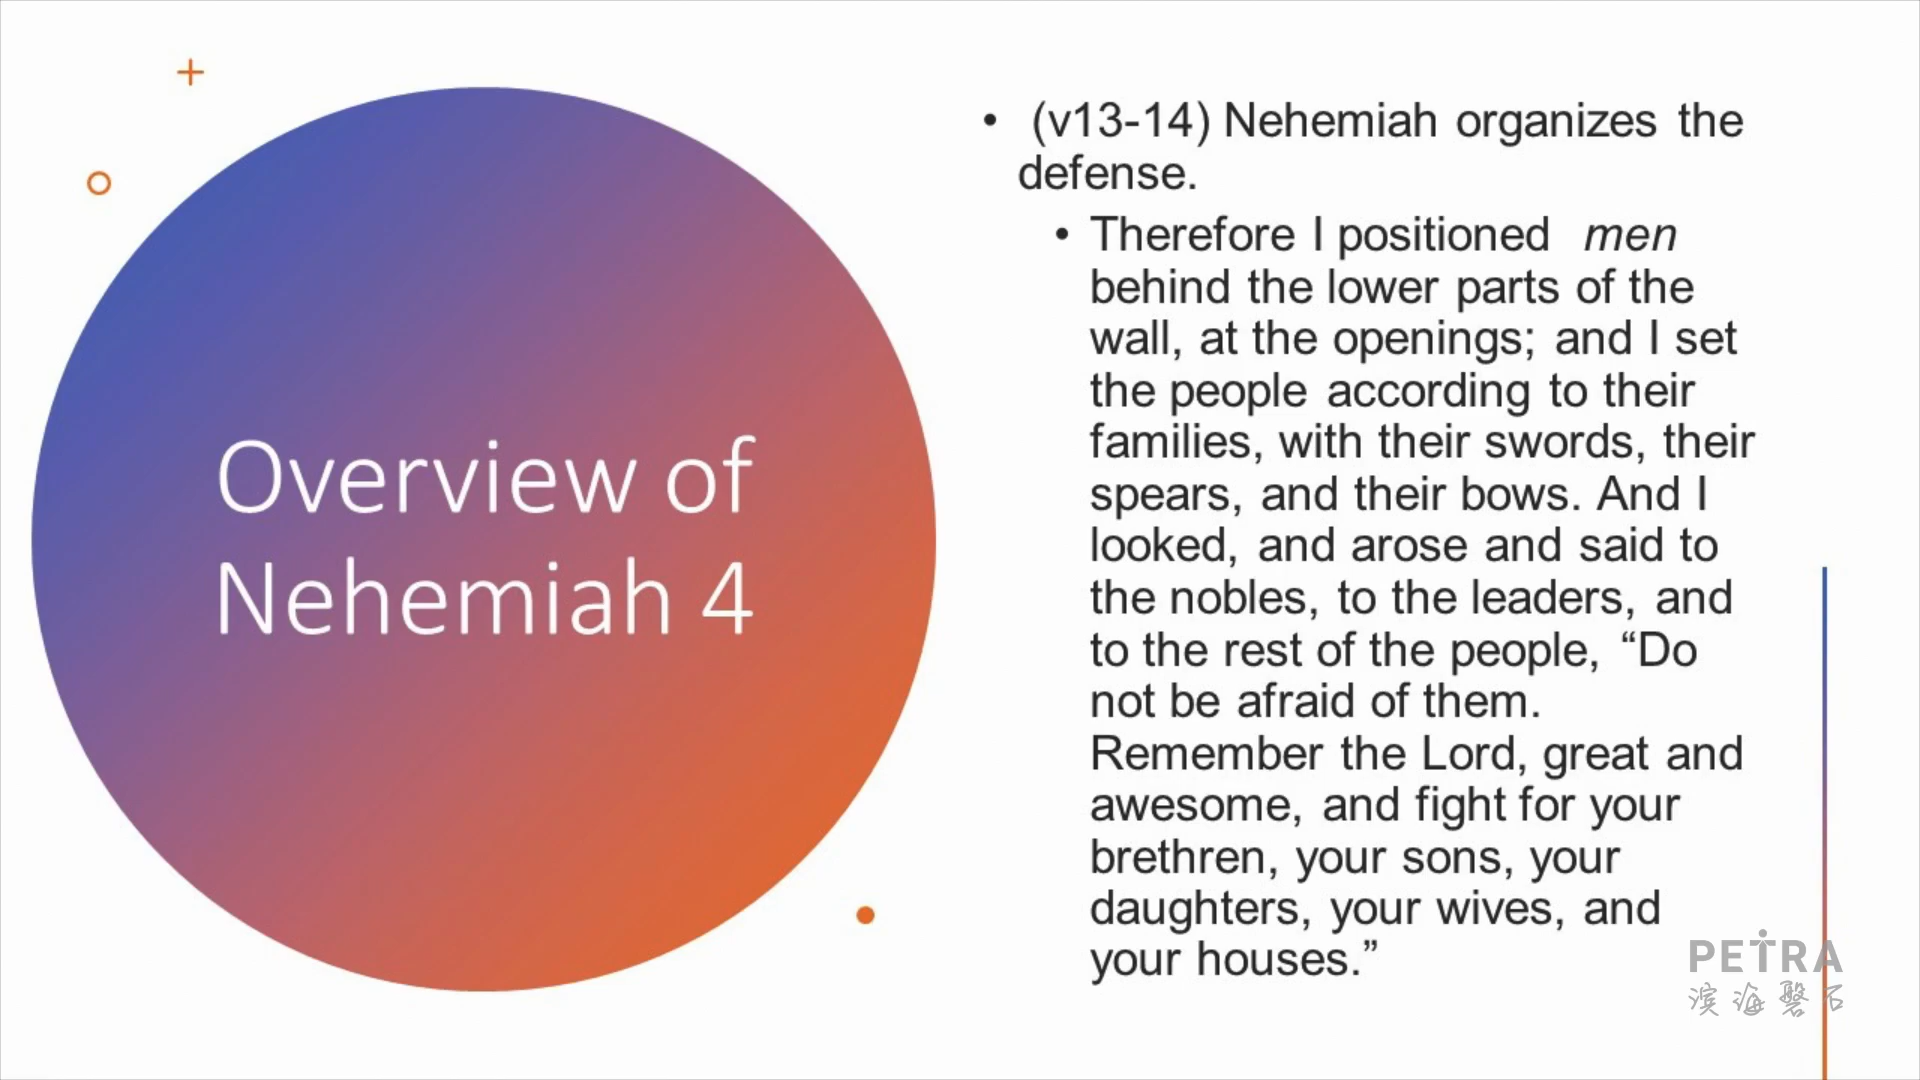 Overview of
Nehemiah 4
• (v13-14) Nehemiah organizes the
defense.
• Therefore I positioned men
behind the lower parts of the
wall, at the openings; and I set
the people according to their
families, with their swords, their
spears, and their bows. And I
looked, and arose and said to
the nobles, to the leaders, and
to the rest of the people, “Do
not be afraid of them.
Remember the Lord, great and
awesome, and fight for your
brethren, your sons, your
daughters, your wives, and
your houses.”
PETRA
滨海磐石